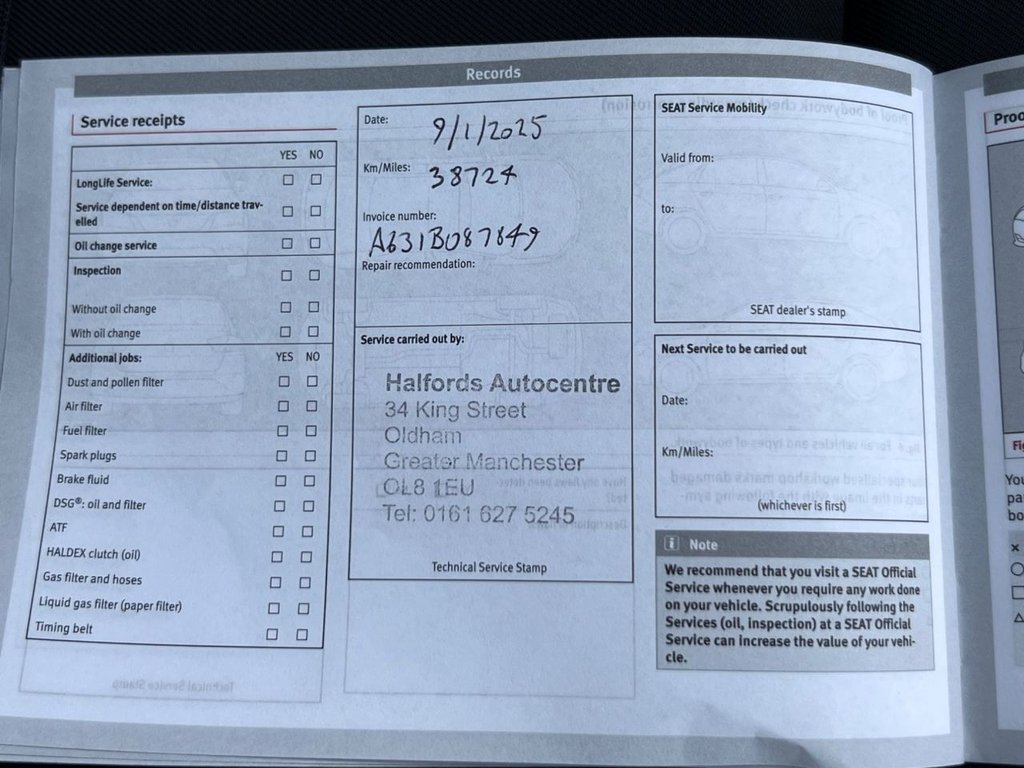 Records
Service receipts
YES NO
LongLife Service:
Service dependent on time/distance trav-
elled
Oil change service
Inspection
Without oil change
With oil change
Additional jobs: YES NO
Dust and pollen filter
Air filter
Fuel filter
Spark plugs
Brake fluid
DSG®: oil and filter
ATF
HALDEX clutch (oil)
Gas filter and hoses
Liquid gas filter (paper filter)
Timing belt
Date: 9/1/2025
Km/Miles: 38724
Invoice number:
A631B087849
Repair recommendation:
Service carried out by:
Halfords Autocentre
34 King Street
Oldham
Greater Manchester
OL8 1EU
Tel: 0161 627 5245
Technical Service Stamp
SEAT Service Mobility
Valid from:
to:
SEAT dealer's stamp
Next Service to be carried out
Date:
Km/Miles:
(whichever is first)
i Note
We recommend that you visit a SEAT Official
Service whenever you require any work done
on your vehicle. Scrupulously following the
Services (oil, inspection) at a SEAT Official
Service can increase the value of your vehi-
cle.